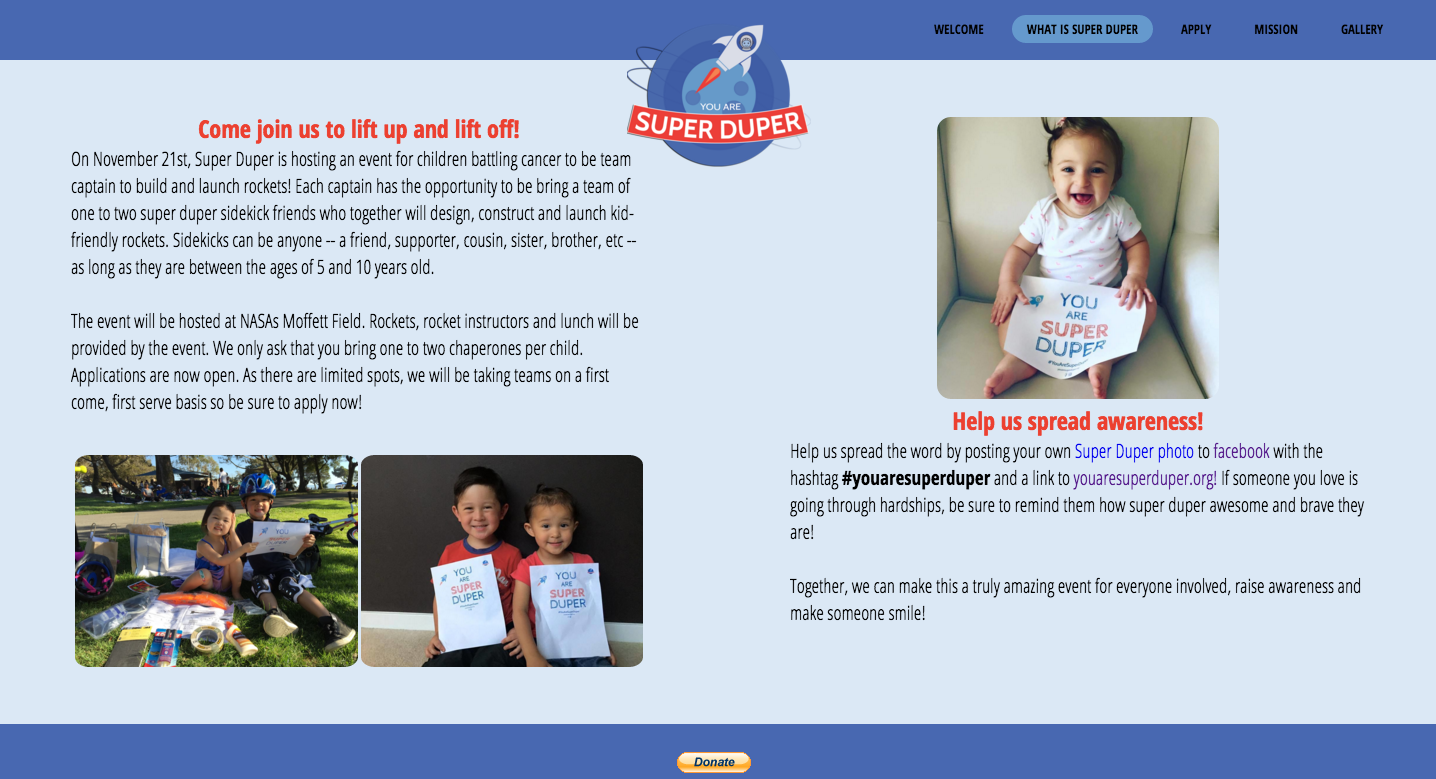 WELCOME
WHAT IS SUPER DUPER
APPLY
MISSION
GALLERY
YOU ARE
SUPER DUPER
Come join us to lift up and lift off!
On November 21st, Super Duper is hosting an event for children battling cancer to be team
captain to build and launch rockets! Each captain has the opportunity to be bring a team of
one to two super duper sidekick friends who together will design, construct and launch kid-
friendly rockets. Sidekicks can be anyone -- a friend, supporter, cousin, sister, brother, etc --
as long as they are between the ages of 5 and 10 years old.
The event will be hosted at NASAs Moffett Field. Rockets, rocket instructors and lunch will be
provided by the event. We only ask that you bring one to two chaperones per child.
Applications are now open. As there are limited spots, we will be taking teams on a first
come, first serve basis so be sure to apply now!
YOU
ARE
SUPER
DUPER
YOU
ARE
SUPER
DUPER
YOU
ARE
SUPER
DUPER
Help us spread awareness!
Help us spread the word by posting your own Super Duper photo to facebook with the
hashtag #youaresuperduper and a link to youaresuperduper.org! If someone you love is
going through hardships, be sure to remind them how super duper awesome and brave they
are!
Together, we can make this a truly amazing event for everyone involved, raise awareness and
make someone smile!
Donate